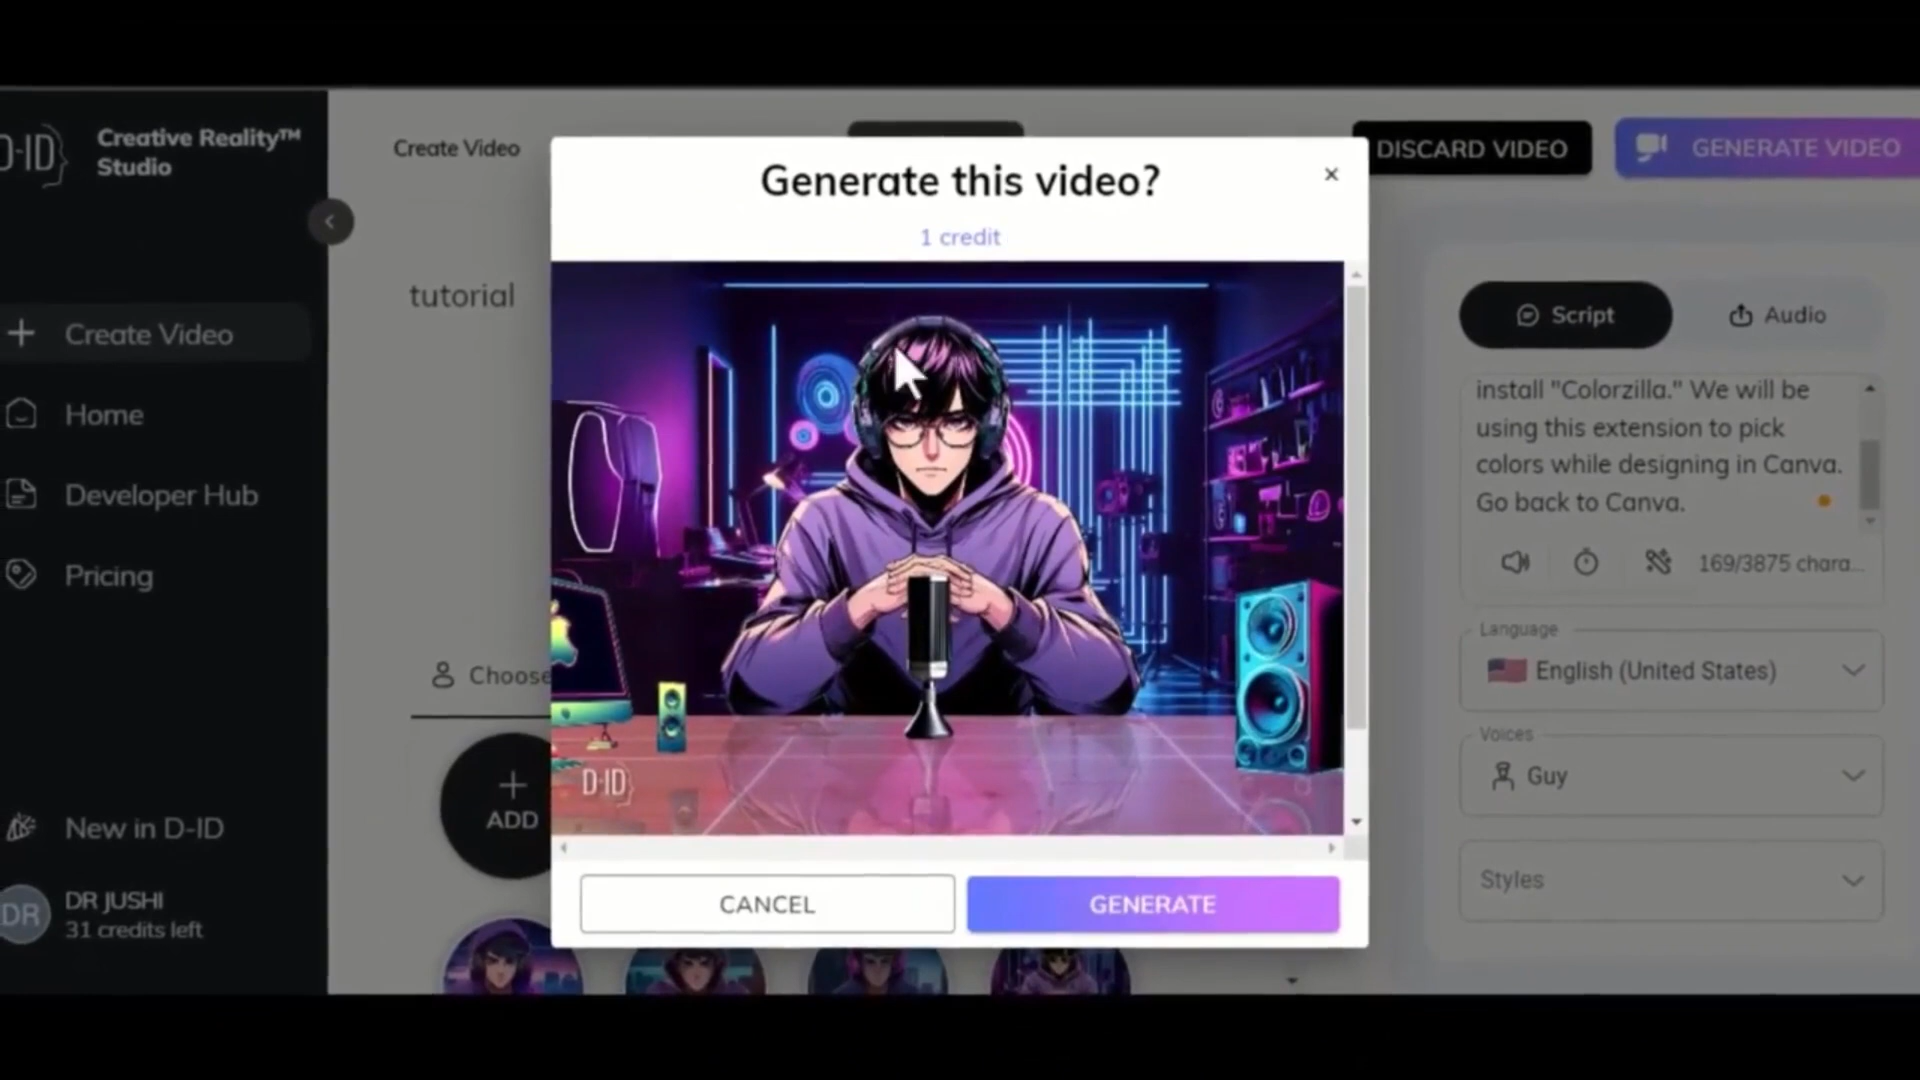 D-ID
Creative Reality™
Studio
Create Video
Home
Developer Hub
Pricing
New in D-ID
DR
DR JUSHI
31 credits left
Create Video
tutorial
Choose
ADD
DISCARD VIDEO
GENERATE VIDEO
Generate this video?
1 credit
D-ID
CANCEL
GENERATE
Script
Audio
install "Colorzilla." We will be
using this extension to pick
colors while designing in Canva.
Go back to Canva.
169/3875 chara...
Language
English (United States)
Voices
Guy
Styles